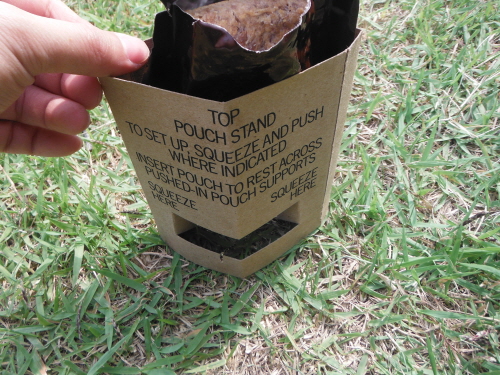 TOP
POUCH STAND
TO SET UP, SQUEEZE AND PUSH
WHERE INDICATED
INSERT POUCH TO REST ACROSS
PUSHED-IN POUCH SUPPORTS
SQUEEZE
HERE
SQUEEZE
HERE